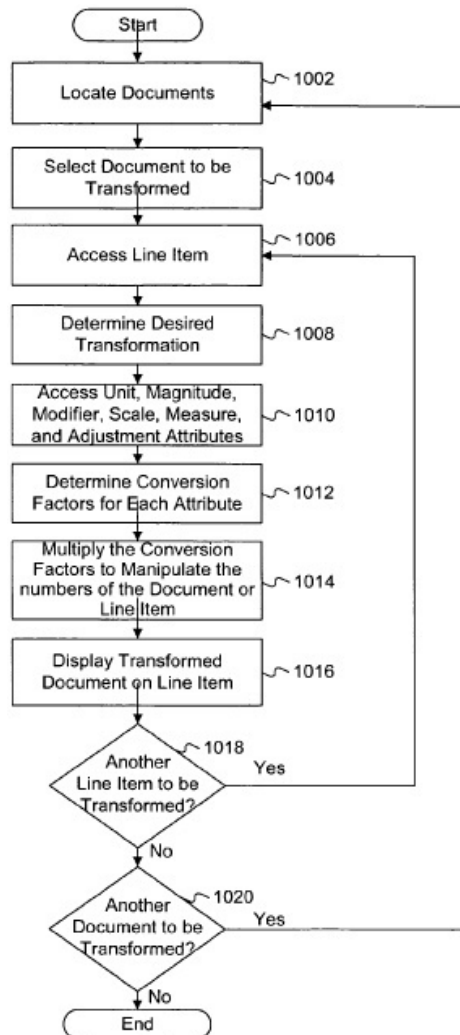 Start
Locate Documents
1002
Select Document to be
Transformed
1004
Access Line Item
1006
Determine Desired
Transformation
1008
Access Unit, Magnitude,
Modifier, Scale, Measure,
and Adjustment Attributes
1010
Determine Conversion
Factors for Each Attribute
1012
Multiply the Conversion
Factors to Manipulate the
numbers of the Document or
Line Item
1014
Display Transformed
Document on Line Item
1016
Another
Line Item to be
Transformed?
1018
Yes
No
Another
Document to be
Transformed?
1020
Yes
No
End